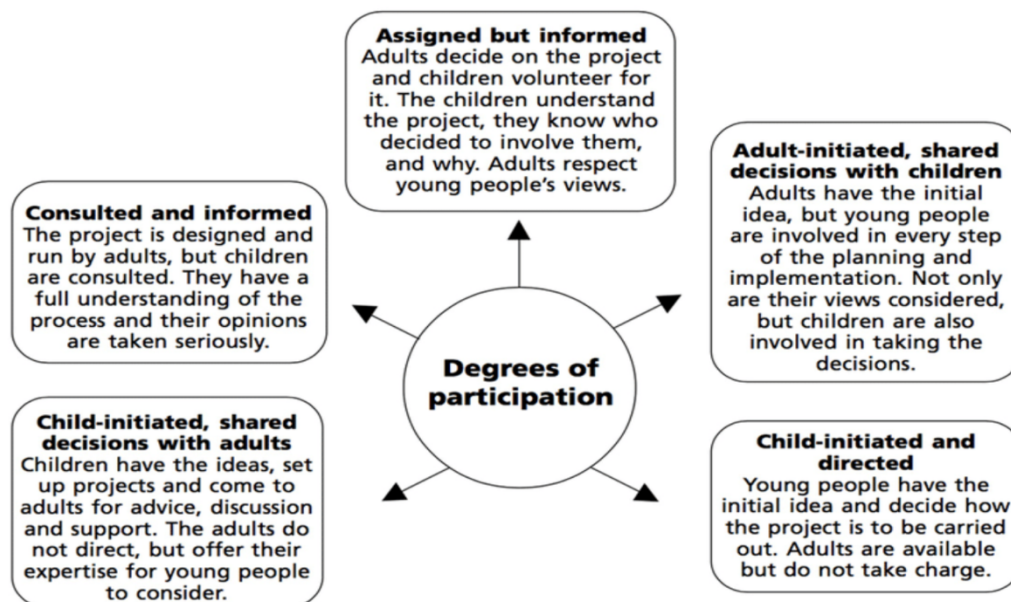 Assigned but informed
Adults decide on the project
and children volunteer for
it. The children understand
the project, they know who
decided to involve them,
and why. Adults respect
young people's views.
Adult-initiated, shared
decisions with children
Adults have the initial
idea, but young people
are involved in every step
of the planning and
implementation. Not only
are their views considered,
but children are also
involved in taking the
decisions.
Consulted and informed
The project is designed and
run by adults, but children
are consulted. They have a
full understanding of the
process and their opinions
are taken seriously.
Degrees of
participation
Child-initiated, shared
decisions with adults
Children have the ideas, set
up projects and come to
adults for advice, discussion
and support. The adults do
not direct, but offer their
expertise for young people
to consider.
Child-initiated and
directed
Young people have the
initial idea and decide how
the project is to be carried
out. Adults are available
but do not take charge.